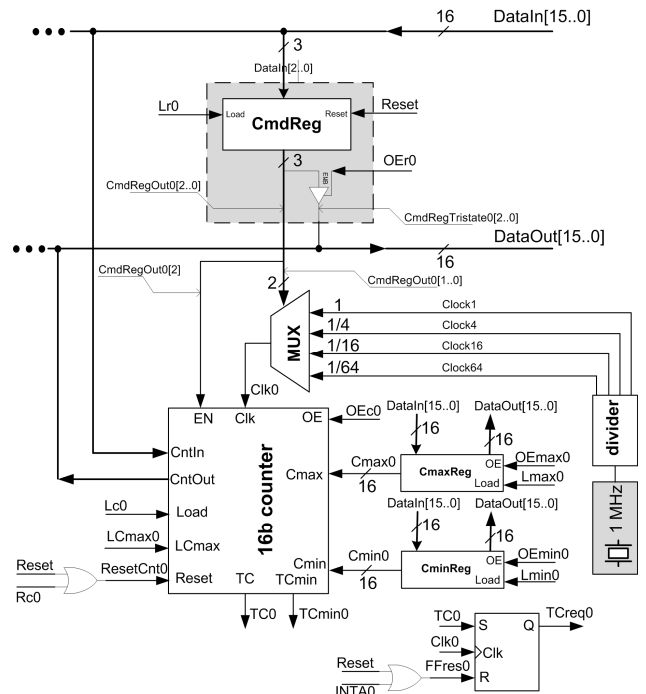 16 DataIn[15..0]
3
DataIn[2..0]
Lr0 Load Reset Reset
CmdReg
3 OEr0
ENB
CmdRegOut0[2..0]
CmdRegTristate0[2..0]
DataOut[15..0]
16
CmdRegOut0[2]
CmdRegOut0[1..0]
2
MUX
1 Clock1
1/4 Clock4
1/16 Clock16
1/64 Clock64
Clk0
divider
1 MHz
EN Clk OE OEc0
DataIn[15..0] DataOut[15..0]
16 16
CntIn
CntOut
Cmax Cmax0
16
CmaxReg
OE OEmax0
Load Lmax0
16b counter
Lc0 Load
LCmax0 LCmax
DataIn[15..0] DataOut[15..0]
16 16
Cmin Cmin0
16
CminReg
OE OEmin0
Load Lmin0
Reset
Rc0
ResetCnt0 Reset
TC TCmin
TC0 TCmin0
TC0 S Q TCreq0
Clk0 Clk
Reset
INTA0
FFres0 R